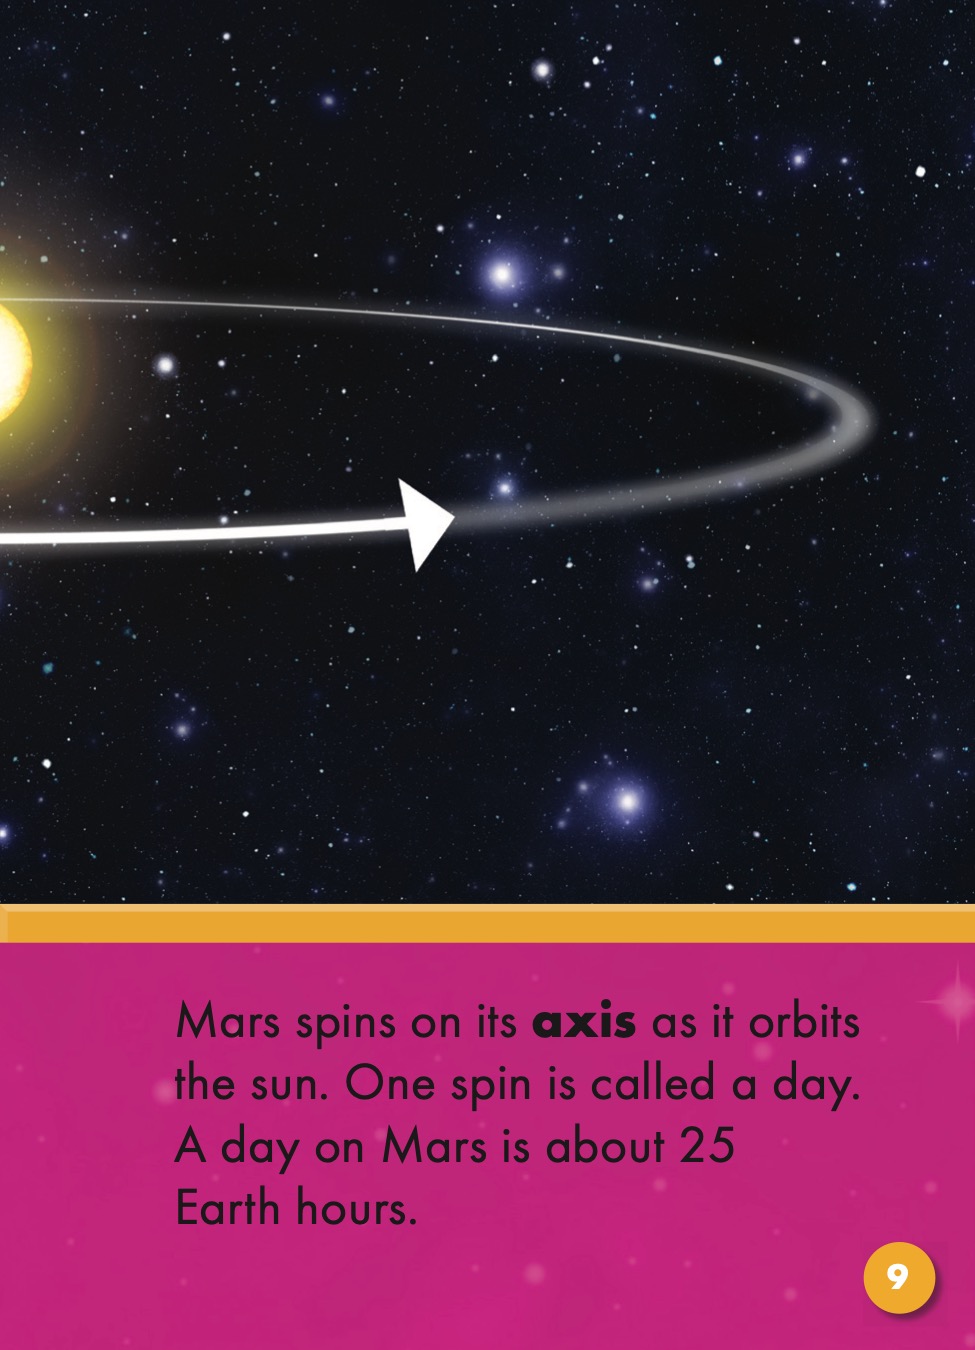 Mars spins on its axis as it orbits
the sun. One spin is called a day.
A day on Mars is about 25
Earth hours.
9